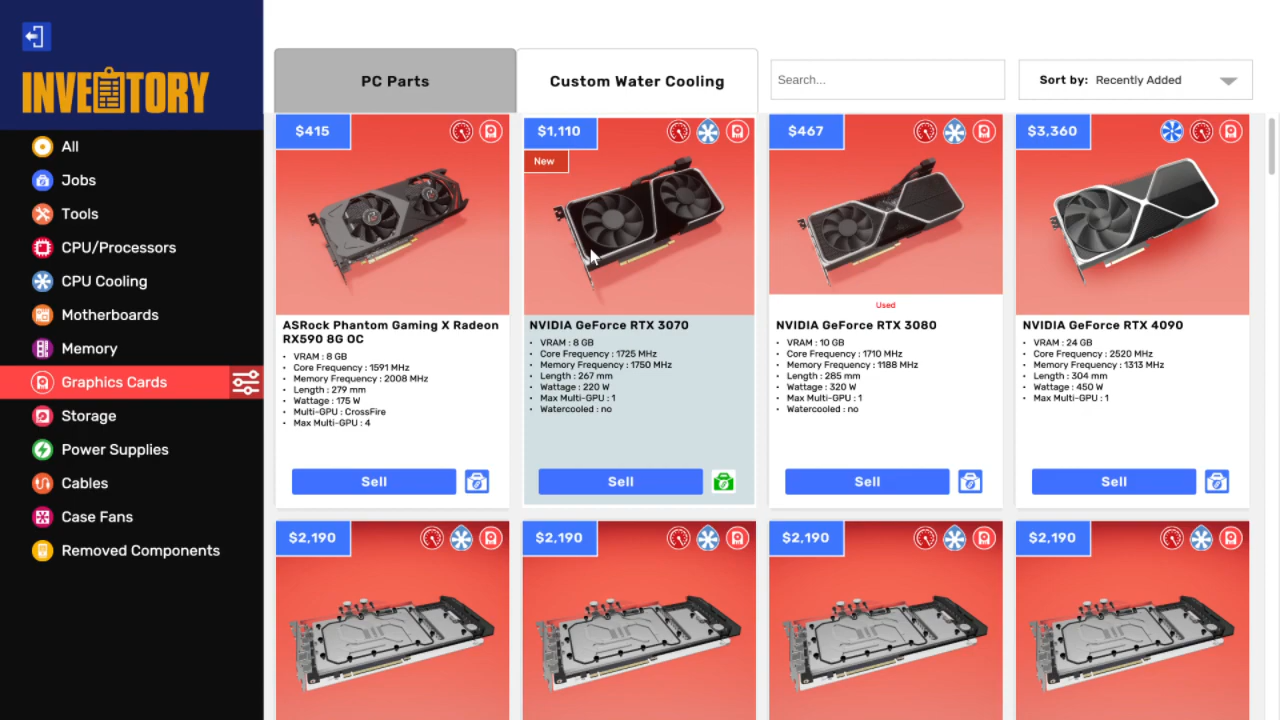 INVENTORY
All
Jobs
Tools
CPU/Processors
CPU Cooling
Motherboards
Memory
Graphics Cards
Storage
Power Supplies
Cables
Case Fans
Removed Components
PC Parts
Custom Water Cooling
Search...
Sort by: Recently Added
$415
ASRock Phantom Gaming X Radeon
RX590 8G OC
• VRAM : 8 GB
• Core Frequency : 1591 MHz
• Memory Frequency : 2008 MHz
• Length : 279 mm
• Wattage : 175 W
• Multi-GPU : CrossFire
• Max Multi-GPU : 4
Sell
$1,110
New
NVIDIA GeForce RTX 3070
• VRAM : 8 GB
• Core Frequency : 1725 MHz
• Memory Frequency : 1750 MHz
• Length : 267 mm
• Wattage : 220 W
• Max Multi-GPU : 1
• Watercooled : no
Sell
$467
Used
NVIDIA GeForce RTX 3080
• VRAM : 10 GB
• Core Frequency : 1710 MHz
• Memory Frequency : 1188 MHz
• Length : 285 mm
• Wattage : 320 W
• Max Multi-GPU : 1
• Watercooled : no
Sell
$3,360
NVIDIA GeForce RTX 4090
• VRAM : 24 GB
• Core Frequency : 2520 MHz
• Memory Frequency : 1313 MHz
• Length : 304 mm
• Wattage : 450 W
• Max Multi-GPU : 1
Sell
$2,190
$2,190
$2,190
$2,190